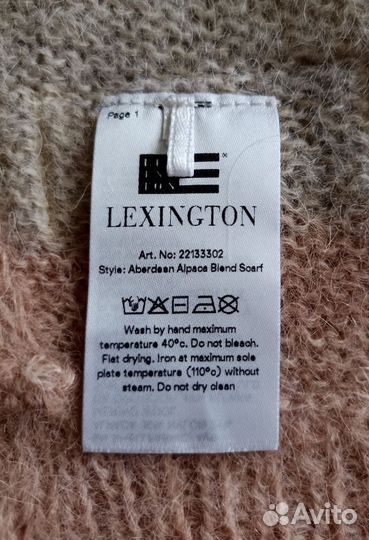 Page 1
LEXINGTON
Art. No: 22133302
Style: Aberdeen Alpaca Blend Scarf
Wash by hand maximum
temperature 40°c. Do not bleach.
Flat drying. Iron at maximum sole
plate temperature (110°c) without
steam. Do not dry clean
Avito